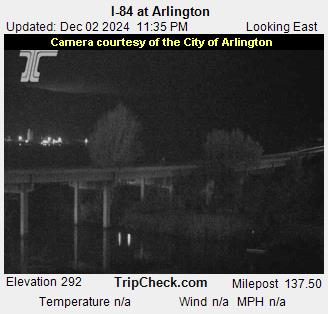 I-84 at Arlington
Updated: Dec 02 2024 11:35 PM Looking East
Camera courtesy of the City of Arlington
Elevation 292 TripCheck.com Milepost 137.50
Temperature n/a Wind n/a MPH n/a